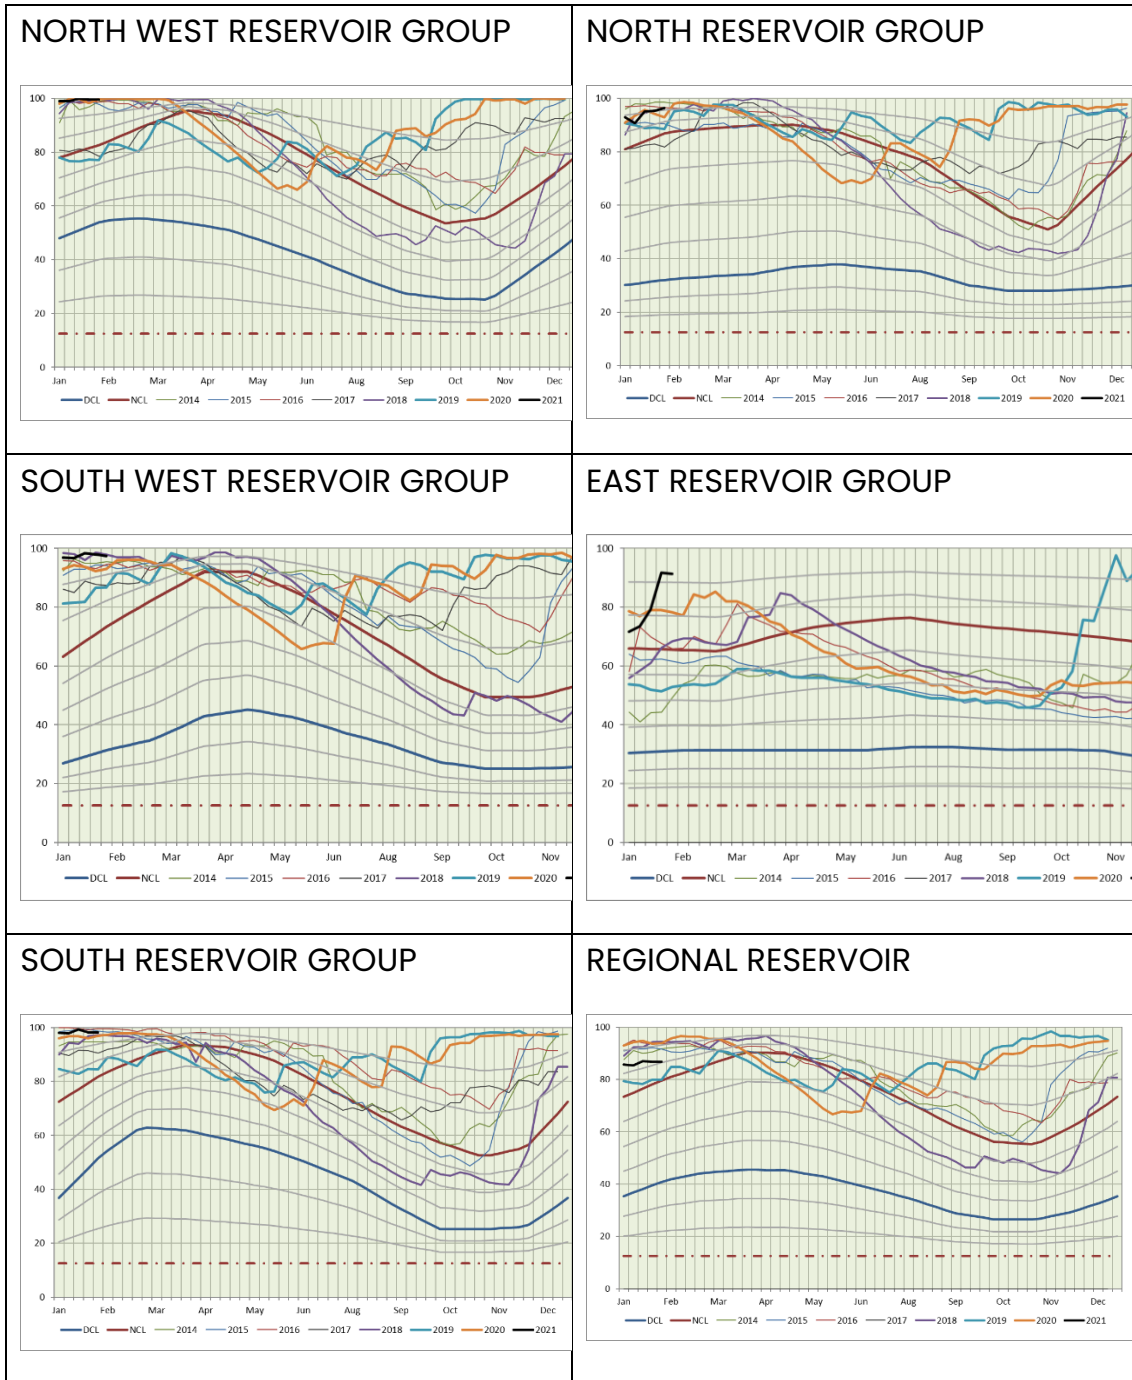 NORTH WEST RESERVOIR GROUP
100
80
60
40
20
0
Jan Feb Mar Apr May Jun Jul Aug Sep Oct Nov Dec
DCL NCL 2014 2015 2016 2017 2018 2019 2020 2021
NORTH RESERVOIR GROUP
100
80
60
40
20
0
Jan Feb Mar Apr May Jun Jul Aug Sep Oct Nov Dec
DCL NCL 2014 2015 2016 2017 2018 2019 2020 2021
SOUTH WEST RESERVOIR GROUP
100
80
60
40
20
0
Jan Feb Mar Apr May Jun Jul Aug Sep Oct Nov
DCL NCL 2014 2015 2016 2017 2018 2019 2020
EAST RESERVOIR GROUP
100
80
60
40
20
0
Jan Feb Mar Apr May Jun Jul Aug Sep Oct Nov
DCL NCL 2014 2015 2016 2017 2018 2019 2020
SOUTH RESERVOIR GROUP
100
80
60
40
20
0
Jan Feb Mar Apr May Jun Jul Aug Sep Oct Nov Dec
DCL NCL 2014 2015 2016 2017 2018 2019 2020 2021
REGIONAL RESERVOIR
100
80
60
40
20
0
Jan Feb Mar Apr May Jun Jul Aug Sep Oct Nov Dec
DCL NCL 2014 2015 2016 2017 2018 2019 2020 2021